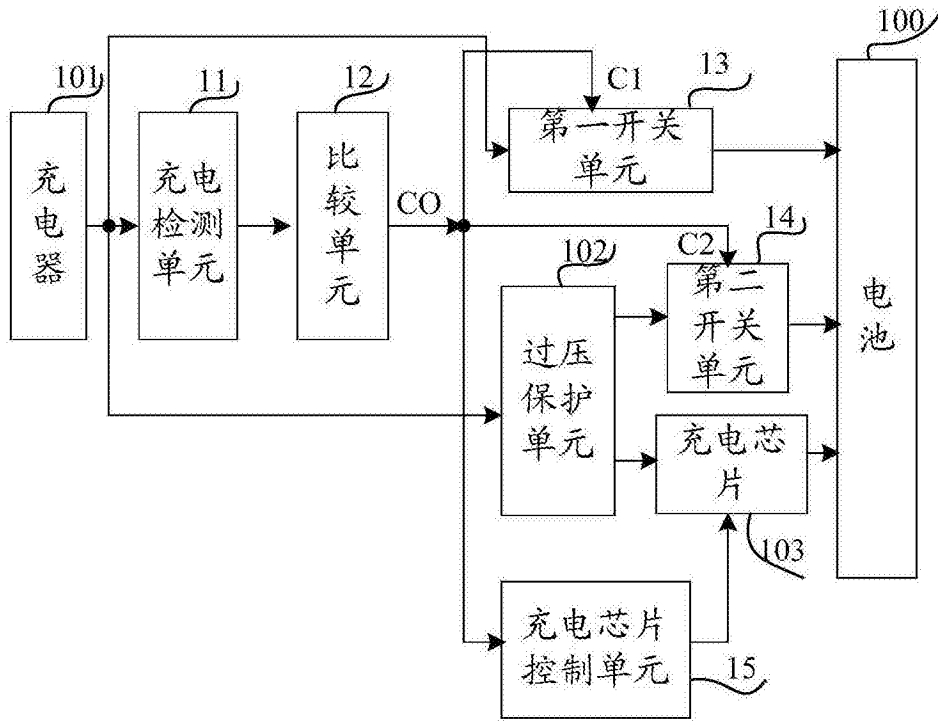 100
101
11
12
C1
13
充电器
充电检测单元
比较单元
第一开关
单元
CO
C2
14
102
第二
开关
单元
电池
过压
保护
单元
充电芯
片
103
充电芯片
控制单元
15